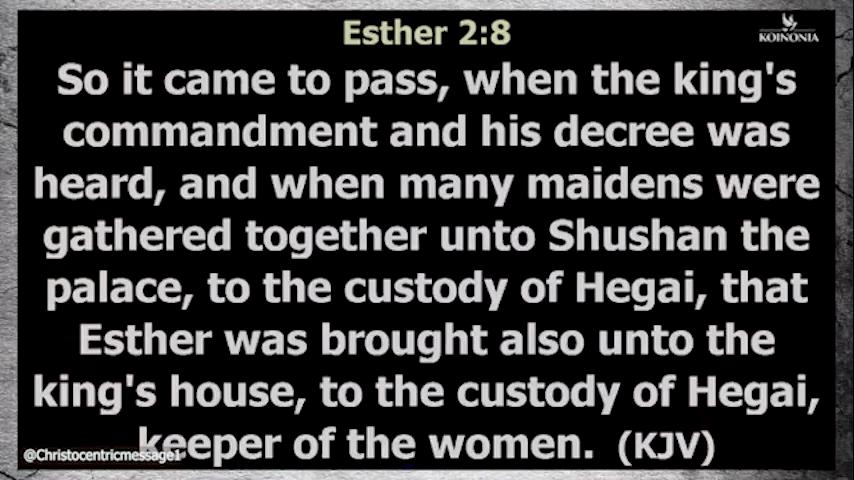 Esther 2:8
KOINONIA
So it came to pass, when the king's
commandment and his decree was
heard, and when many maidens were
gathered together unto Shushan the
palace, to the custody of Hegai, that
Esther was brought also unto the
king's house, to the custody of Hegai,
keeper of the women. (KJV)
@Christocentricmessage1